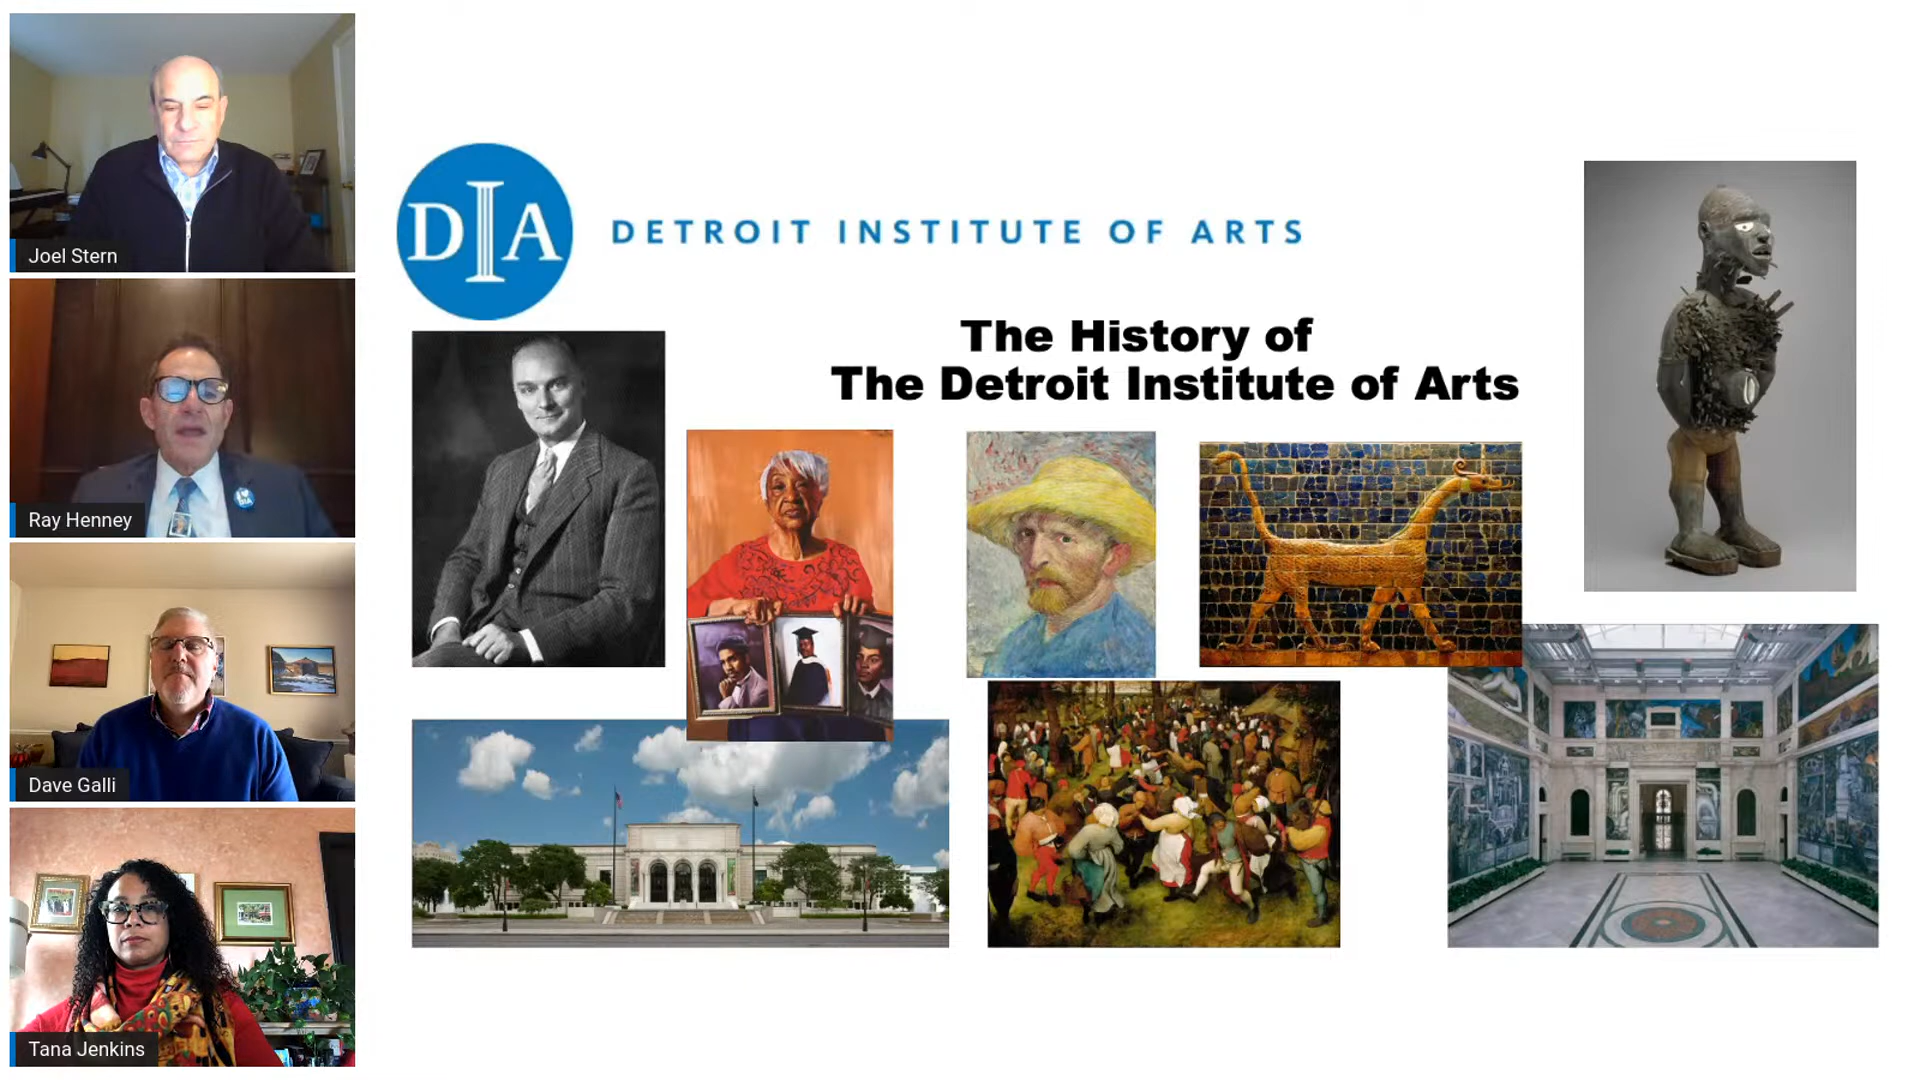 Joel Stern
Ray Henney
Dave Galli
Tana Jenkins
DIA
DETROIT INSTITUTE OF ARTS
The History of
The Detroit Institute of Arts